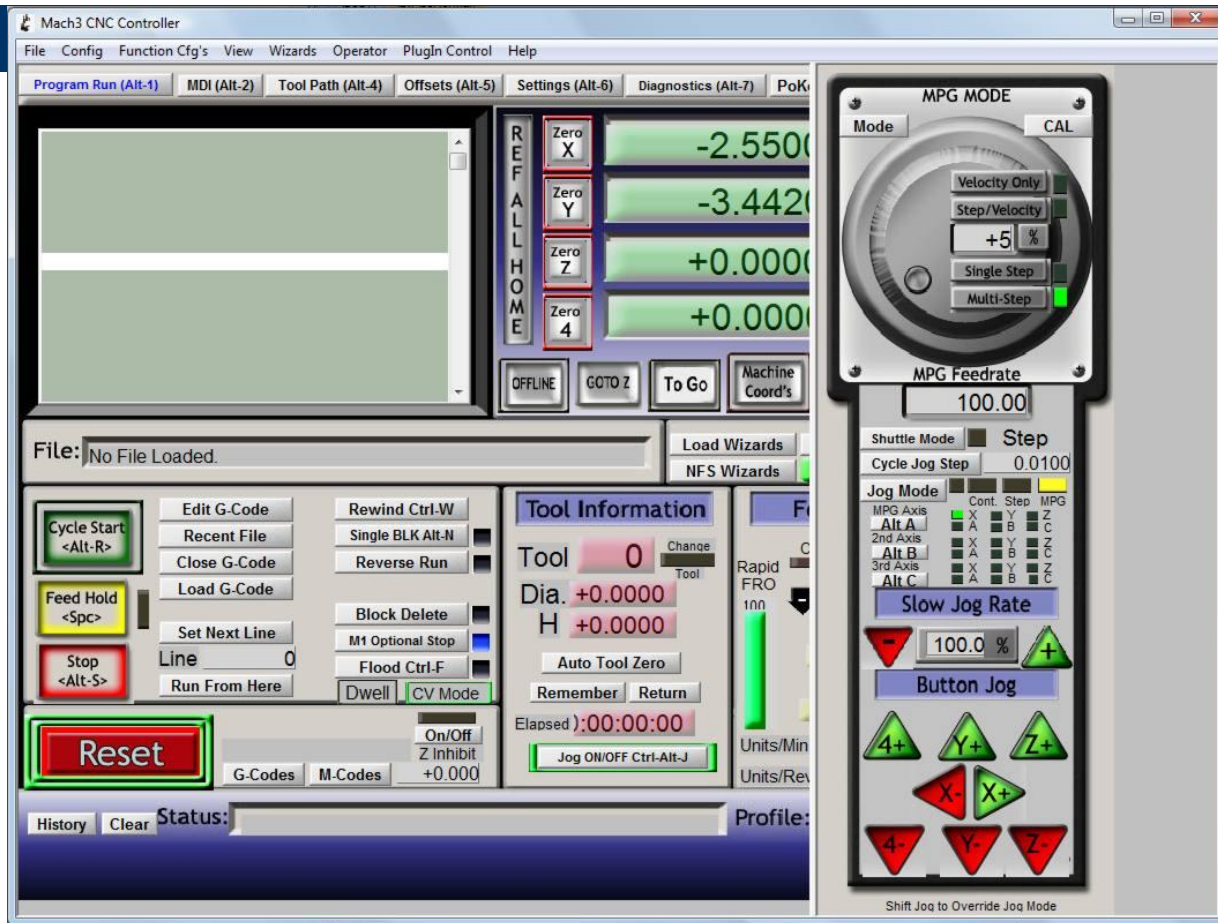 Mach3 CNC Controller
File Config Function Cfg's View Wizards Operator PlugIn Control Help
Program Run (Alt-1) MDI (Alt-2) Tool Path (Alt-4) Offsets (Alt-5) Settings (Alt-6) Diagnostics (Alt-7)
REF ALL HOME
Zero X -2.550
Zero Y -3.442
Zero Z +0.000
Zero 4 +0.000
OFFLINE GOTO Z To Go Machine Coord's
File: No File Loaded.
Load Wizards
NFS Wizards
Cycle Start <Alt-R>
Feed Hold <Spc>
Stop <Alt-S>
Edit G-Code
Recent File
Close G-Code
Load G-Code
Set Next Line
Line 0
Run From Here
Rewind Ctrl-W
Single BLK Alt-N
Reverse Run
Block Delete
M1 Optional Stop
Flood Ctrl-F
Dwell CV Mode
Reset
G-Codes M-Codes
On/Off
Z Inhibit
+0.000
Tool Information
Tool 0 Change Tool
Dia. +0.0000
H +0.0000
Auto Tool Zero
Remember Return
Elapsed ):00:00:00
Jog ON/OFF Ctrl-Alt-J
Rapid
FRO
100
Units/Min
Units/Rev
History Clear Status:
Profile:
MPG MODE
Mode CAL
Velocity Only
Step/Velocity
+5 %
Single Step
Multi-Step
MPG Feedrate
100.00
Shuttle Mode Step
Cycle Jog Step 0.0100
Jog Mode Cont. Step MPG
MPG Axis X Y Z
Alt A A B C
2nd Axis X Y Z
Alt B A B C
3rd Axis X Y Z
Alt C A B C
Slow Jog Rate
- 100.0 % +
Button Jog
4+ Y+ Z+
X- X+
4- Y- Z-
Shift Jog to Override Jog Mode